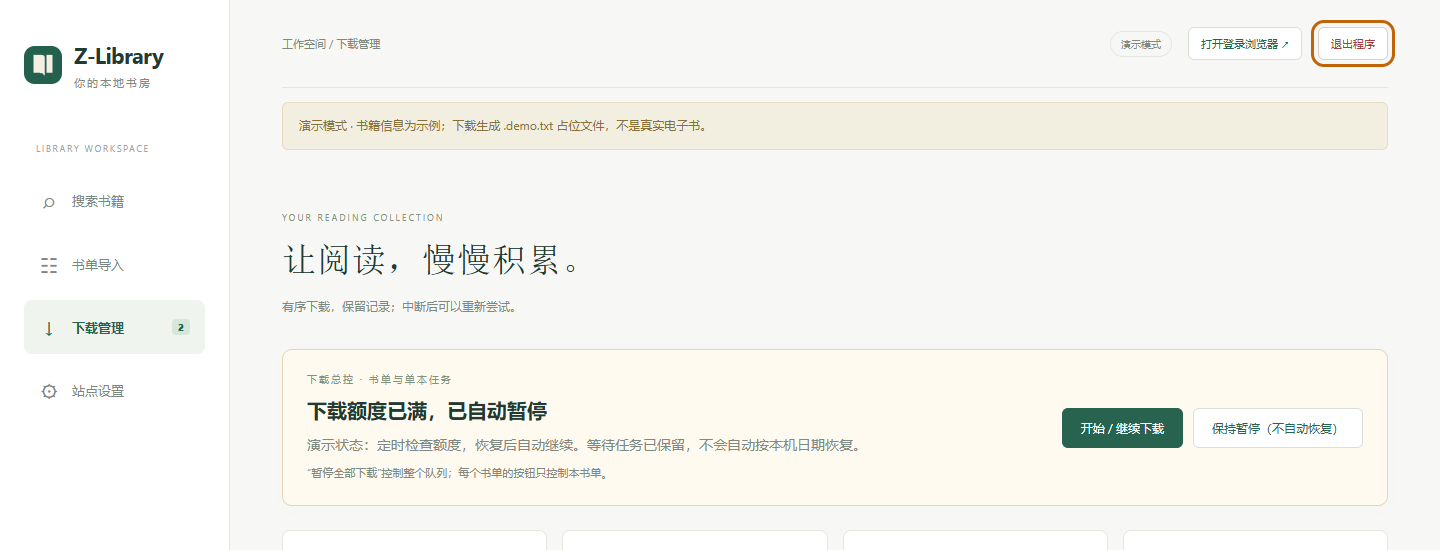 Z-Library
你的本地书房
LIBRARY WORKSPACE
搜索书籍
书单导入
下载管理
2
站点设置
工作空间 / 下载管理
演示模式
打开登录浏览器 ↗
退出程序
演示模式 · 书籍信息为示例；下载生成 .demo.txt 占位文件，不是真实电子书。
YOUR READING COLLECTION
让阅读，慢慢积累。
有序下载，保留记录；中断后可以重新尝试。
下载总控 · 书单与单本任务
下载额度已满，已自动暂停
演示状态：定时检查额度，恢复后自动继续。等待任务已保留，不会自动按本机日期恢复。
“暂停全部下载”控制整个队列；每个书单的按钮只控制本书单。
开始 / 继续下载
保持暂停（不自动恢复）